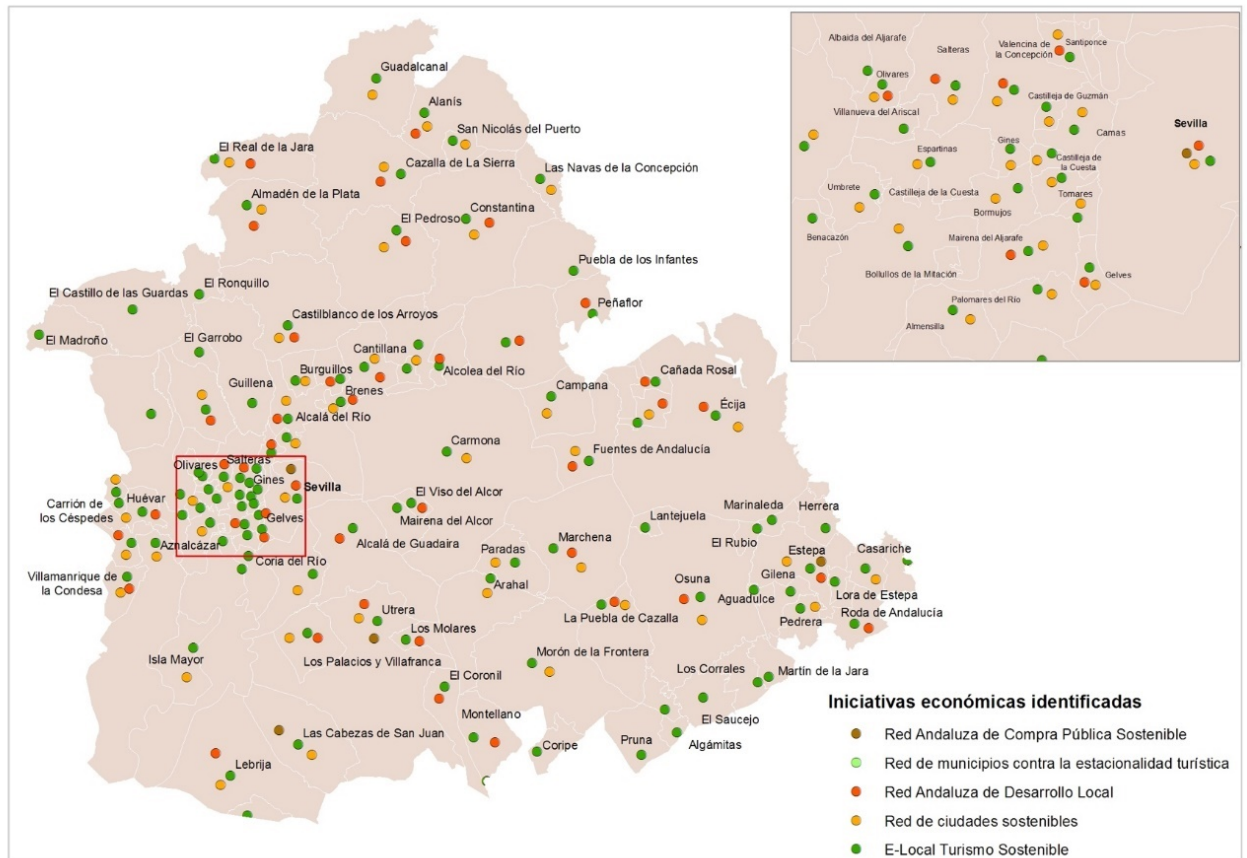 Guadalcanal
Alanís
San Nicolás del Puerto
El Real de la Jara
Cazalla de La Sierra
Las Navas de la Concepción
Almadén de la Plata
Constantina
El Pedroso
Puebla de los Infantes
El Ronquillo
El Castillo de las Guardas
Peñaflor
Castilblanco de los Arroyos
El Madroño
El Garrobo
Cantillana
Burguillos
Alcolea del Río
Guillena
Brenes
Campana
Cañada Rosal
Écija
Alcalá del Río
Carmona
Fuentes de Andalucía
Olivares
Salteras
Gines
Sevilla
Carrión de
los Céspedes
Huévar
Gelves
El Viso del Alcor
Mairena del Alcor
Marinaleda
Herrera
Lantejuela
El Rubio
Aznalcázar
Coria del Río
Alcalá de Guadaira
Paradas
Marchena
Estepa
Casariche
Villamanrique de
la Condesa
Arahal
Osuna
Gilena
Aguadulce
Lora de Estepa
Utrera
La Puebla de Cazalla
Pedrera
Roda de Andalucía
Los Molares
Los Palacios y Villafranca
Isla Mayor
Morón de la Frontera
Los Corrales
Martín de la Jara
El Coronil
Montellano
El Saucejo
Las Cabezas de San Juan
Coripe
Pruna
Algámitas
Lebrija
Albaida del Aljarafe
Salteras
Valencina de
la Concepción
Santiponce
Olivares
Castilleja de Guzmán
Villanueva del Ariscal
Camas
Sevilla
Espartinas
Gines
Castilleja de
la Cuesta
Umbrete
Castilleja de la Cuesta
Tomares
Bormujos
Benacazón
Mairena del Aljarafe
Bollullos de la Mitación
Gelves
Palomares del Río
Almensilla
Iniciativas económicas identificadas
Red Andaluza de Compra Pública Sostenible
Red de municipios contra la estacionalidad turística
Red Andaluza de Desarrollo Local
Red de ciudades sostenibles
E-Local Turismo Sostenible